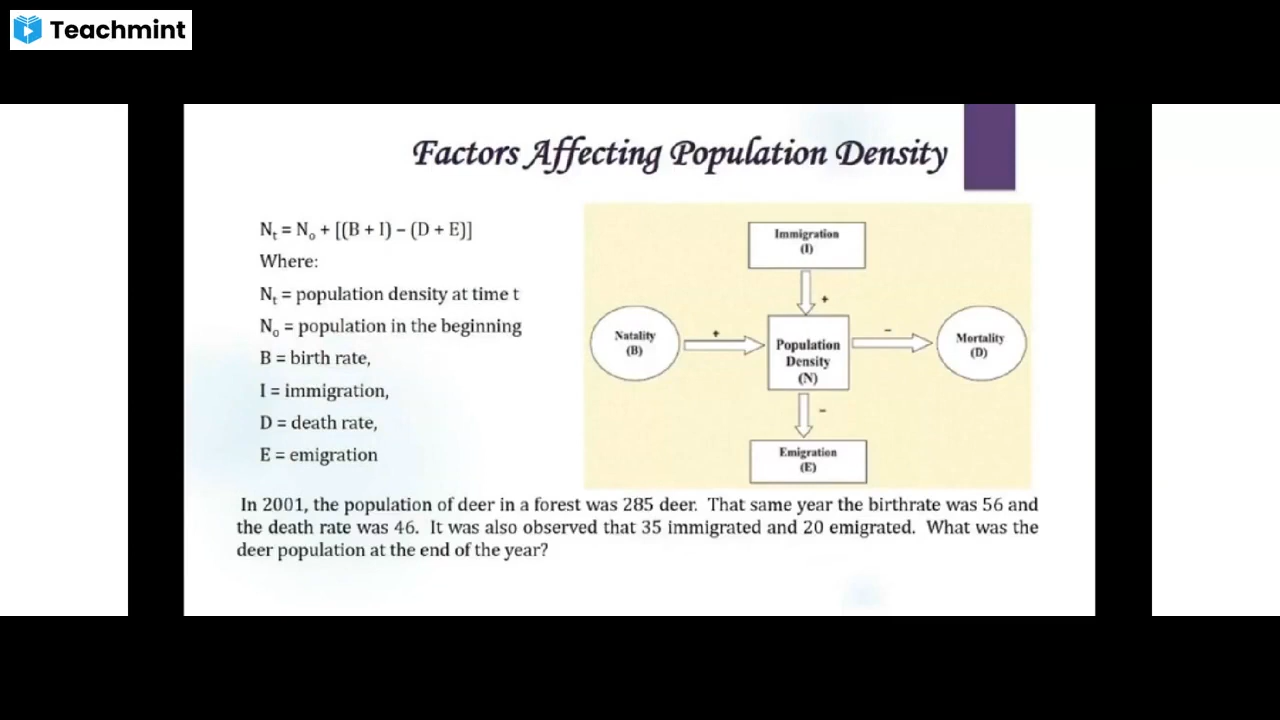 Teachmint
Factors Affecting Population Density
Nₜ = Nₒ + [(B + I) – (D + E)]
Where:
Nₜ = population density at time t
Nₒ = population in the beginning
B = birth rate,
I = immigration,
D = death rate,
E = emigration
Immigration
(I)
+
Natality
(B)
+
Population
Density
(N)
–
Mortality
(D)
–
Emigration
(E)
In 2001, the population of deer in a forest was 285 deer. That same year the birthrate was 56 and
the death rate was 46. It was also observed that 35 immigrated and 20 emigrated. What was the
deer population at the end of the year?